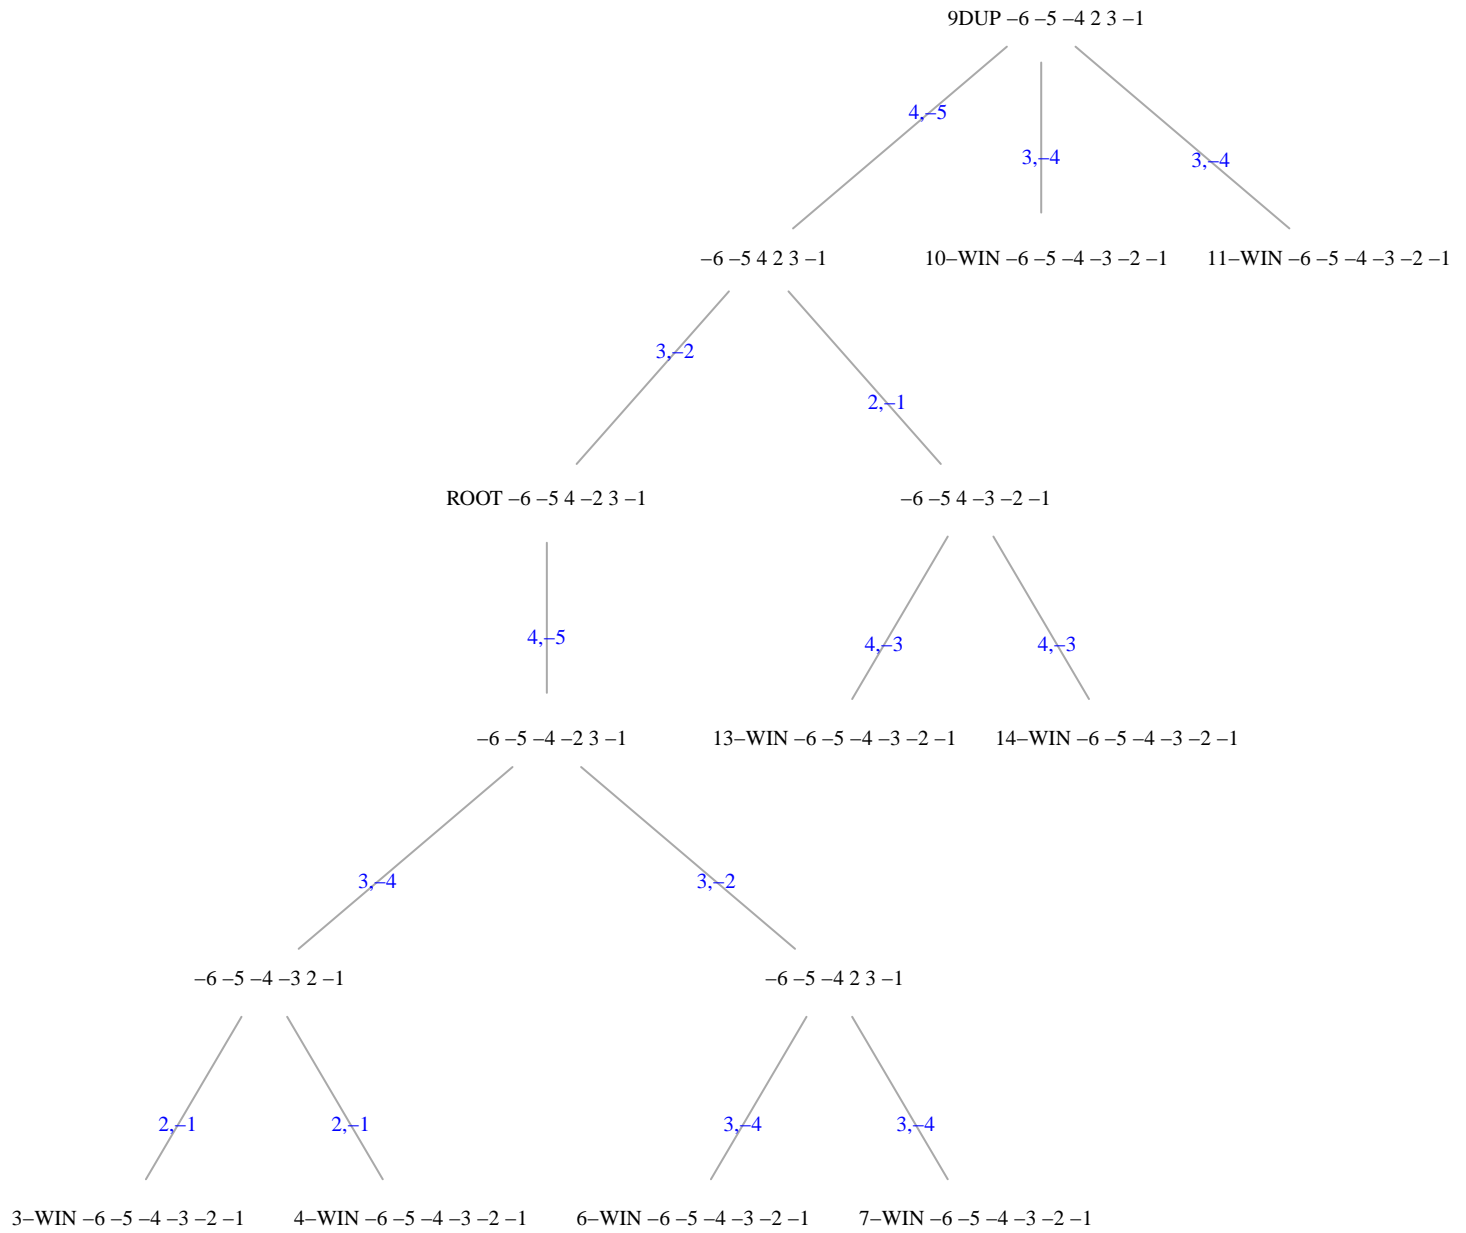 9DUP –6 –5 –4 2 3 –1
4,–5
3,–4
3,–4
–6 –5 4 2 3 –1
10–WIN –6 –5 –4 –3 –2 –1
11–WIN –6 –5 –4 –3 –2 –1
3,–2
2,–1
ROOT –6 –5 4 –2 3 –1
–6 –5 4 –3 –2 –1
4,–5
4,–3
4,–3
–6 –5 –4 –2 3 –1
13–WIN –6 –5 –4 –3 –2 –1
14–WIN –6 –5 –4 –3 –2 –1
3,–4
3,–2
–6 –5 –4 –3 2 –1
–6 –5 –4 2 3 –1
2,–1
2,–1
3,–4
3,–4
3–WIN –6 –5 –4 –3 –2 –1
4–WIN –6 –5 –4 –3 –2 –1
6–WIN –6 –5 –4 –3 –2 –1
7–WIN –6 –5 –4 –3 –2 –1